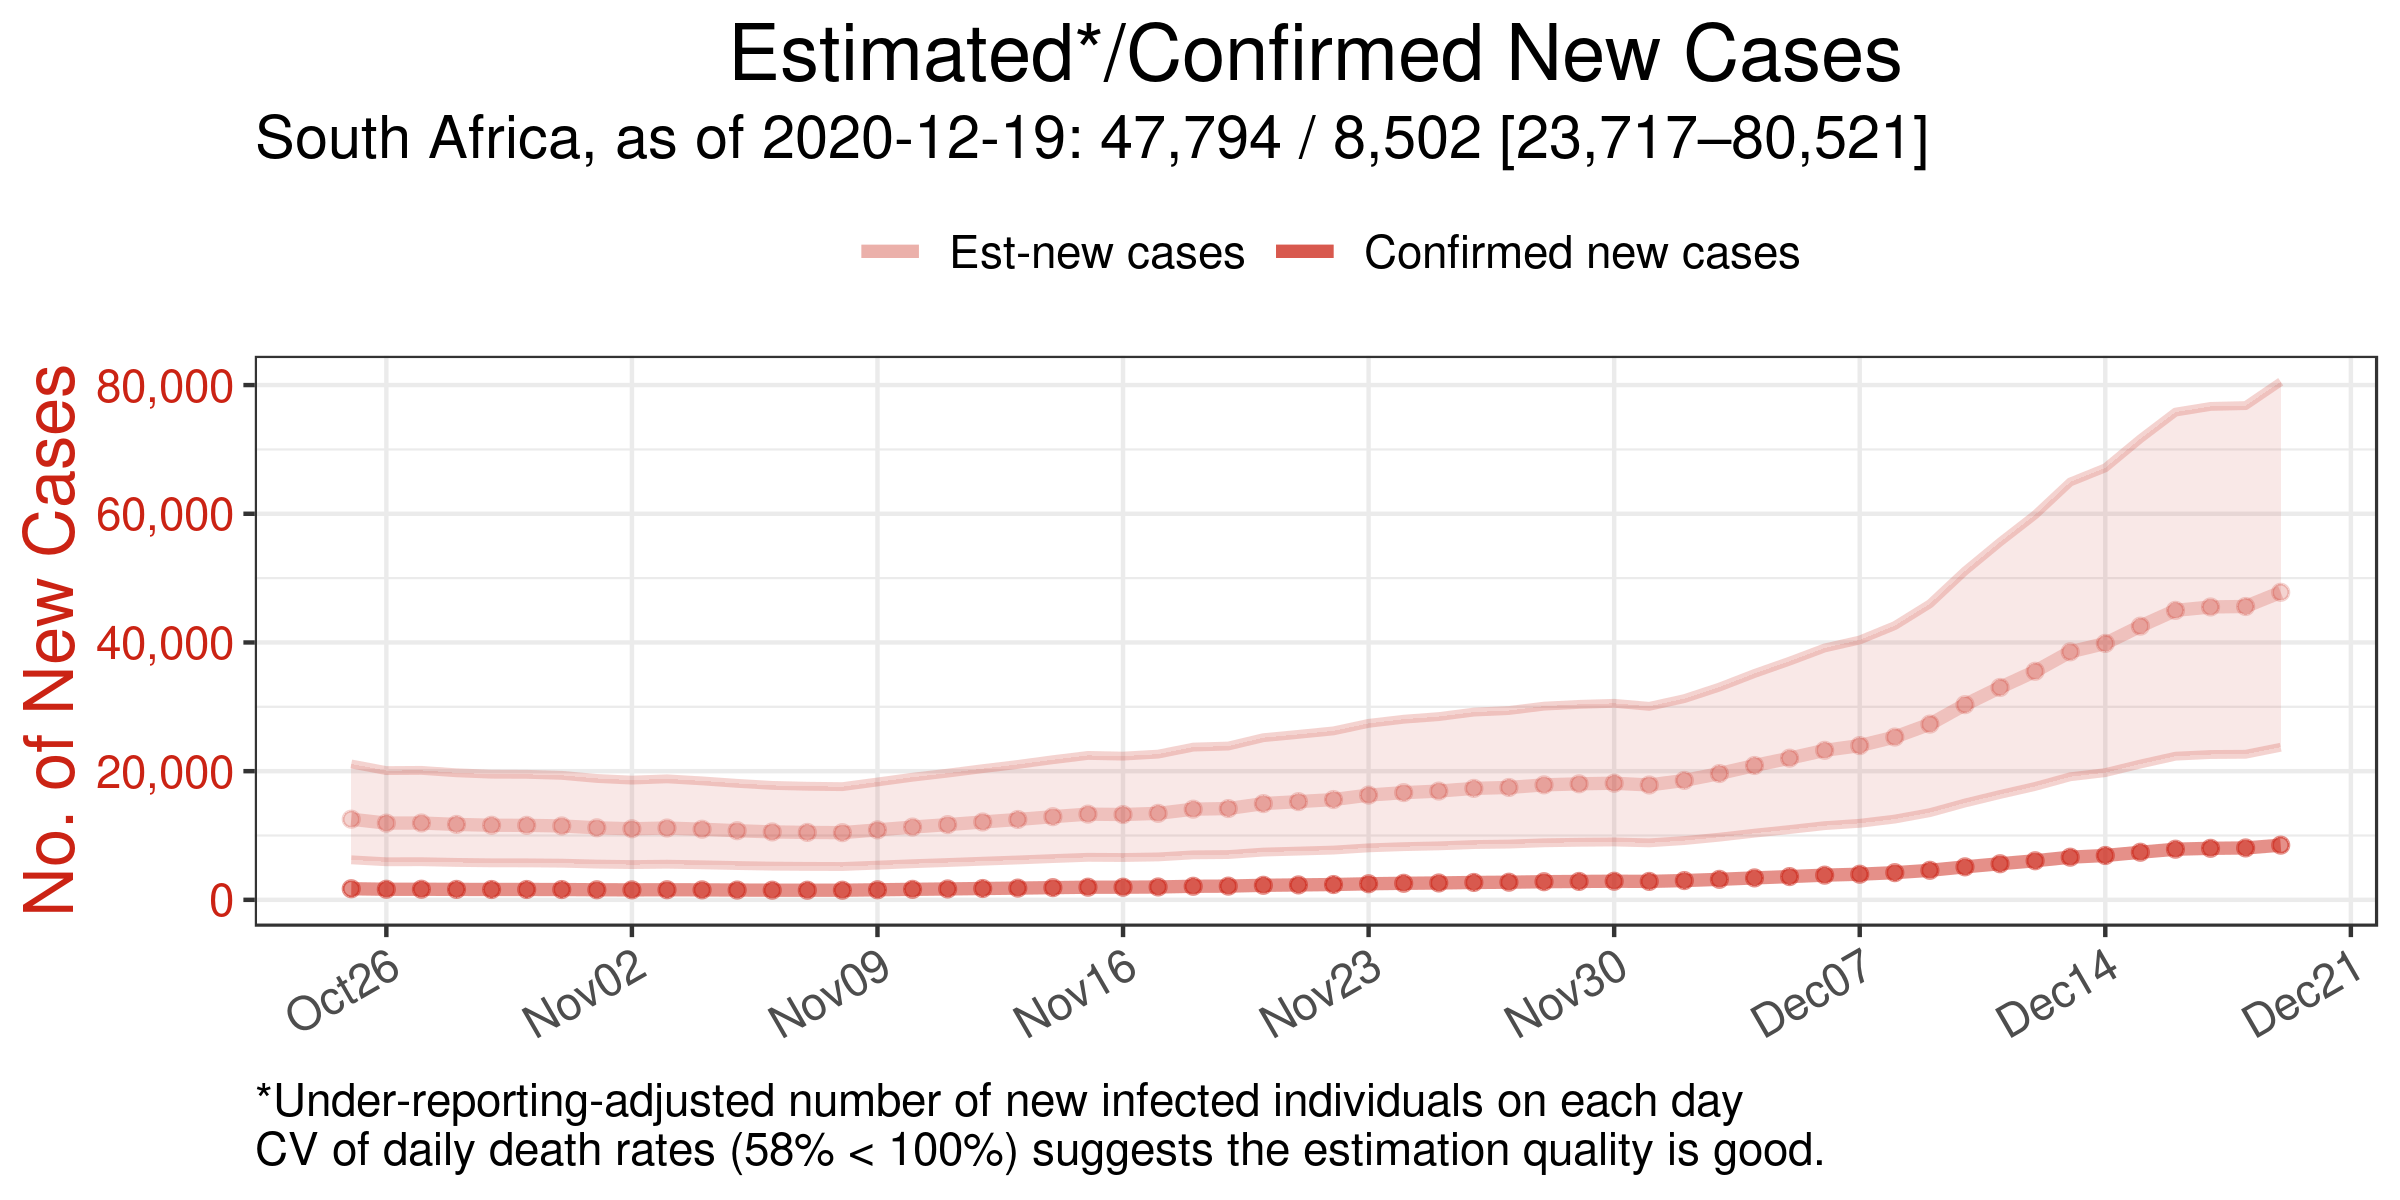 Estimated*/Confirmed New Cases
South Africa, as of 2020-12-19: 47,794 / 8,502 [23,717–80,521]
Est-new cases
Confirmed new cases
No. of New Cases
80,000
60,000
40,000
20,000
0
Oct26
Nov02
Nov09
Nov16
Nov23
Nov30
Dec07
Dec14
Dec21
*Under-reporting-adjusted number of new infected individuals on each day
CV of daily death rates (58% < 100%) suggests the estimation quality is good.